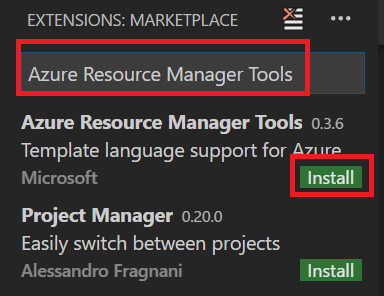 EXTENSIONS: MARKETPLACE
Azure Resource Manager Tools
Azure Resource Manager Tools 0.3.6
Template language support for Azure
Microsoft Install
Project Manager 0.20.0
Easily switch between projects
Alessandro Fragnani Install